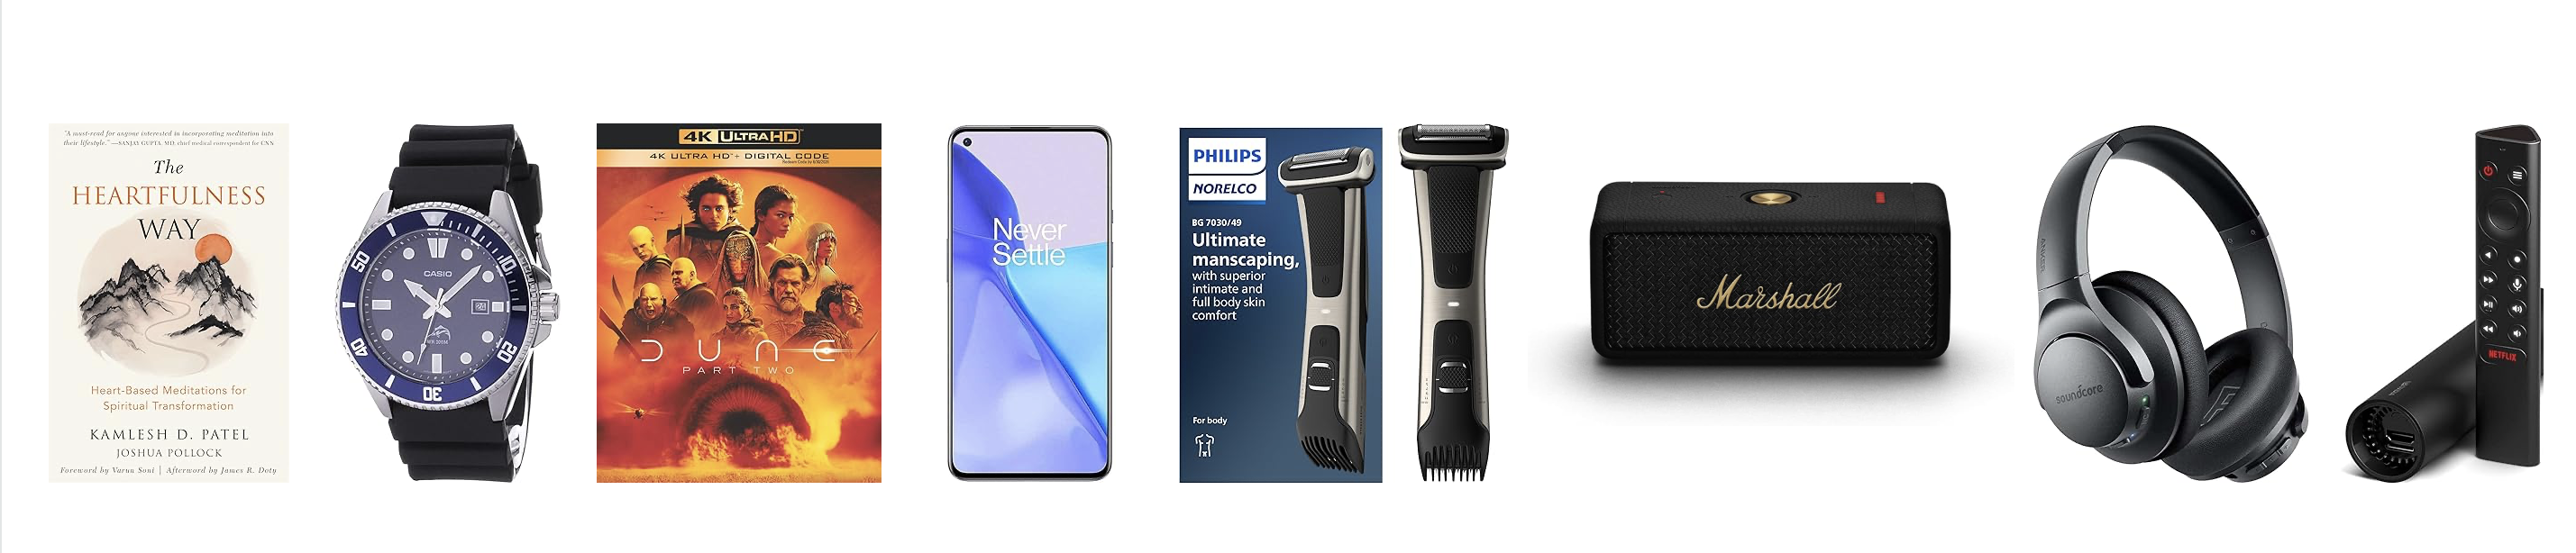 "A must-read for anyone interested in incorporating meditation into
their lifestyle." —SANJAY GUPTA, MD, chief medical correspondent for CNN
The
HEARTFULNESS
WAY
Heart-Based Meditations for
Spiritual Transformation
KAMLESH D. PATEL
JOSHUA POLLOCK
Foreword by Varun Soni | Afterword by James R. Doty
50
10
CASIO
WR 200M
40
20
30
4K ULTRA HD
4K ULTRA HD + DIGITAL CODE
DUNE
PART TWO
Never
Settle
PHILIPS
NORELCO
BG 7030/49
Ultimate
manscaping,
with superior
intimate and
full body skin
comfort
For body
Marshall
soundcore
NETFLIX